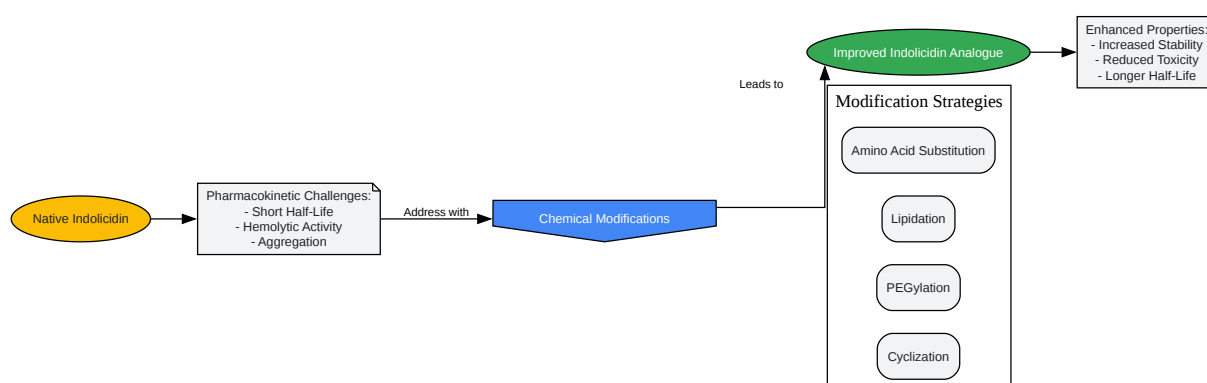 Native Indolicidin
Pharmacokinetic Challenges:
- Short Half-Life
- Hemolytic Activity
- Aggregation
Address with
Chemical Modifications
Leads to
Improved Indolicidin Analogue
Enhanced Properties:
- Increased Stability
- Reduced Toxicity
- Longer Half-Life
Modification Strategies
Amino Acid Substitution
Lipidation
PEGylation
Cyclization